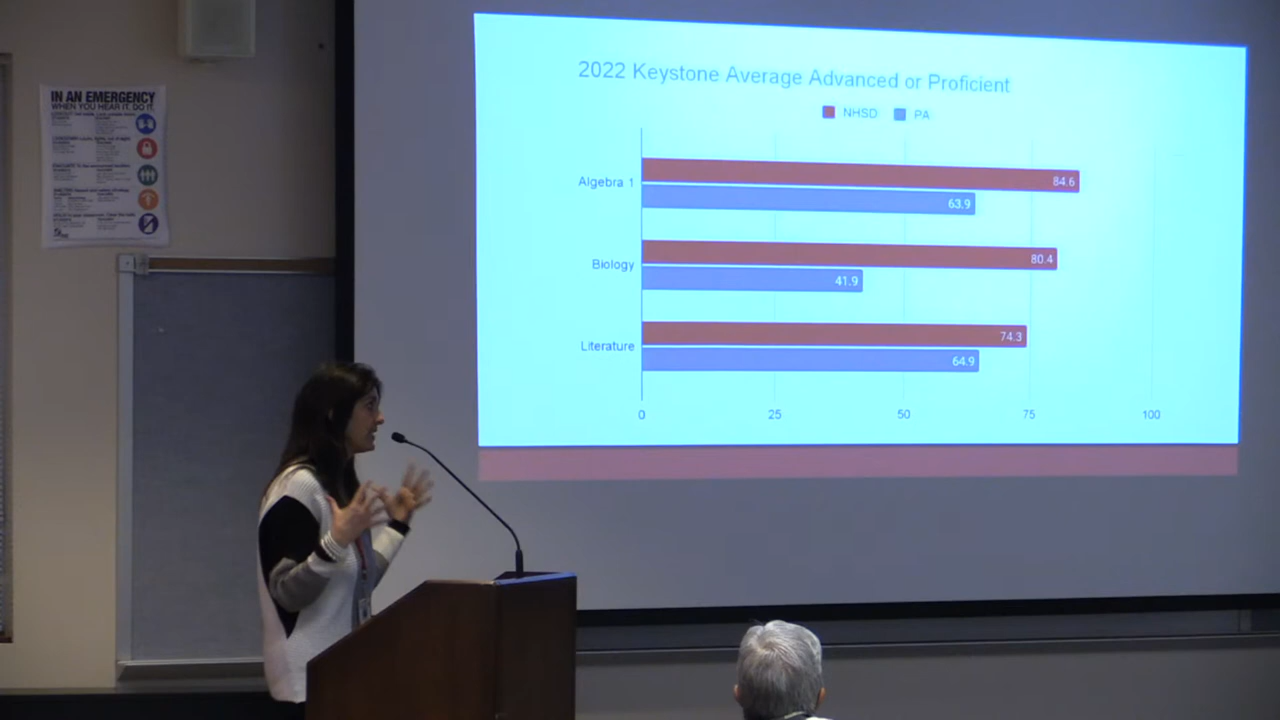 IN AN EMERGENCY
WHEN YOU HEAR IT. DO IT.
2022 Keystone Average Advanced or Proficient
NHSD PA
Algebra 1
84.6
63.9
Biology
80.4
41.9
Literature
74.3
64.9
0 25 50 75 100